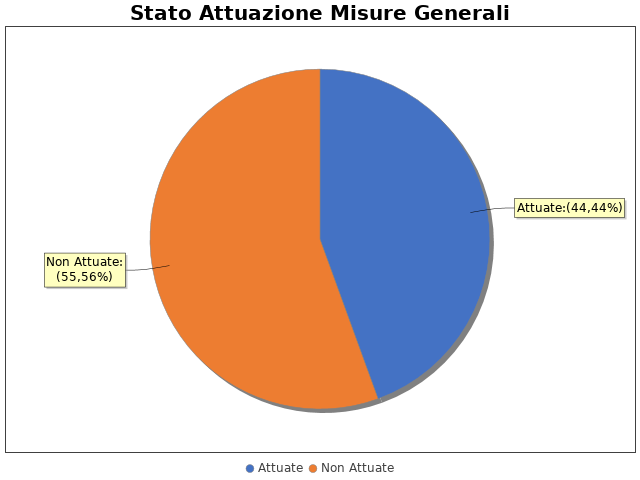 Stato Attuazione Misure Generali
Attuate:(44,44%)
Non Attuate:
(55,56%)
Attuate
Non Attuate